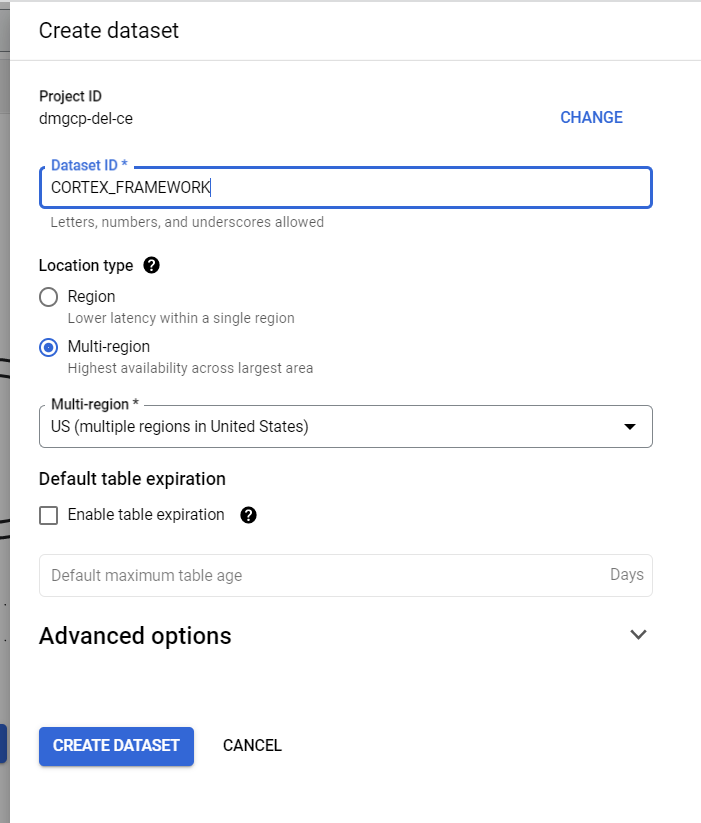 Create dataset
Project ID
dmgcp-del-ce
CHANGE
Dataset ID *
CORTEX_FRAMEWORK
Letters, numbers, and underscores allowed
Location type
Region
Lower latency within a single region
Multi-region
Highest availability across largest area
Multi-region *
US (multiple regions in United States)
Default table expiration
Enable table expiration
Default maximum table age Days
Advanced options
CREATE DATASET CANCEL